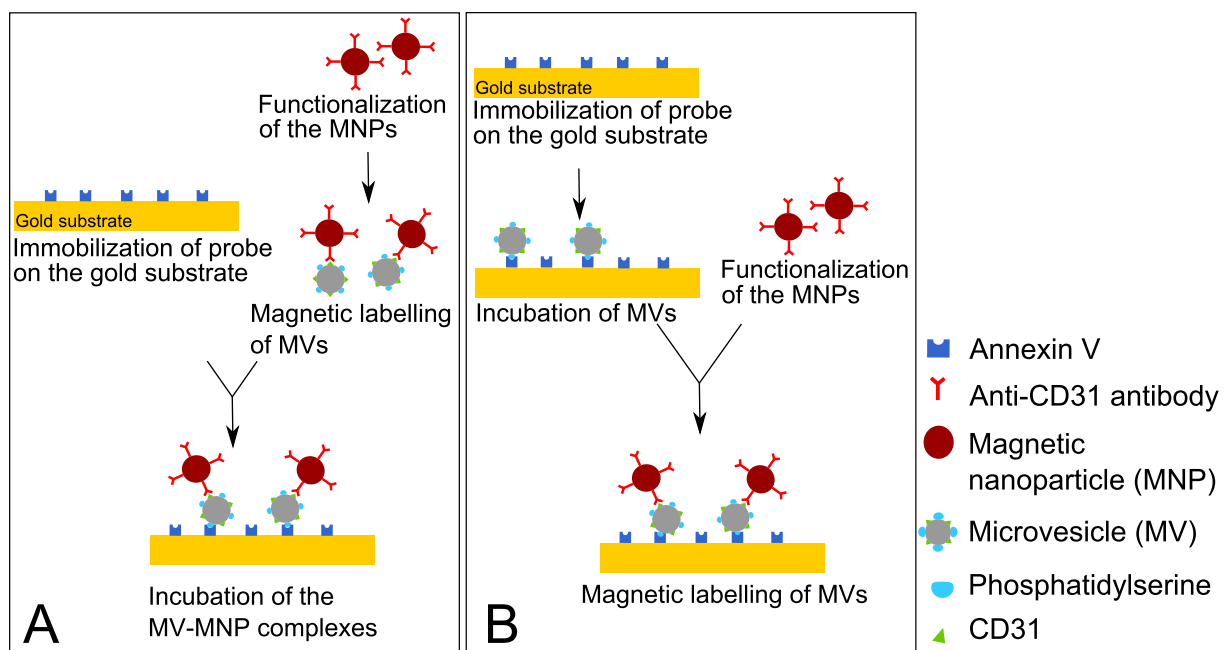 Functionalization
of the MNPs
Gold substrate
Immobilization of probe
on the gold substrate
Magnetic labelling
of MVs
Incubation of the
MV-MNP complexes
A
Gold substrate
Immobilization of probe
on the gold substrate
Functionalization
of the MNPs
Incubation of MVs
Magnetic labelling of MVs
B
Annexin V
Anti-CD31 antibody
Magnetic
nanoparticle (MNP)
Microvesicle (MV)
Phosphatidylserine
CD31